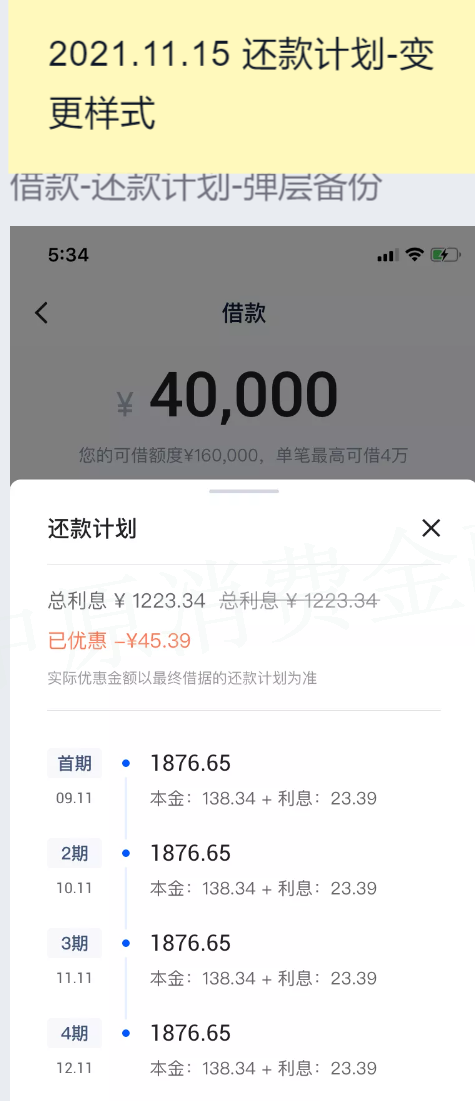 2021.11.15 还款计划-变
更样式
借款-还款计划-弹层备份
5:34
借款
¥ 40,000
您的可借额度¥160,000，单笔最高可借4万
还款计划
总利息 ¥ 1223.34 总利息 ¥ 1223.34
已优惠 -¥45.39
实际优惠金额以最终借据的还款计划为准
首期 1876.65
09.11 本金：138.34 + 利息：23.39
2期 1876.65
10.11 本金：138.34 + 利息：23.39
3期 1876.65
11.11 本金：138.34 + 利息：23.39
4期 1876.65
12.11 本金：138.34 + 利息：23.39
中原消费金融